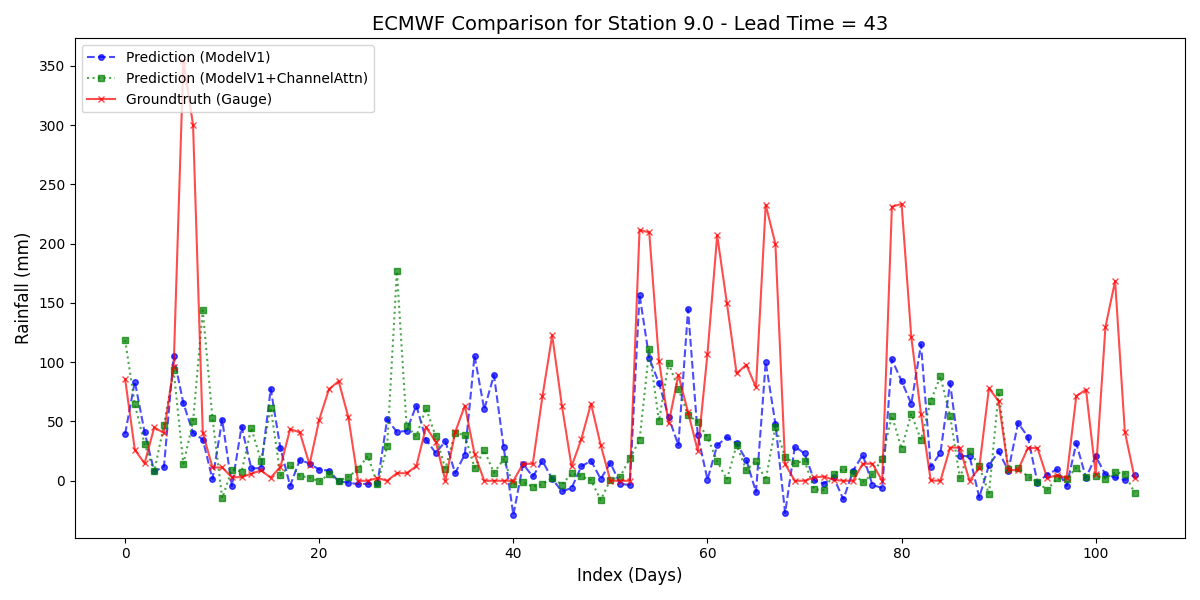 ECMWF Comparison for Station 9.0 - Lead Time = 43
Prediction (ModelV1)
Prediction (ModelV1+ChannelAttn)
Groundtruth (Gauge)
Rainfall (mm)
350
300
250
200
150
100
50
0
0 20 40 60 80 100
Index (Days)